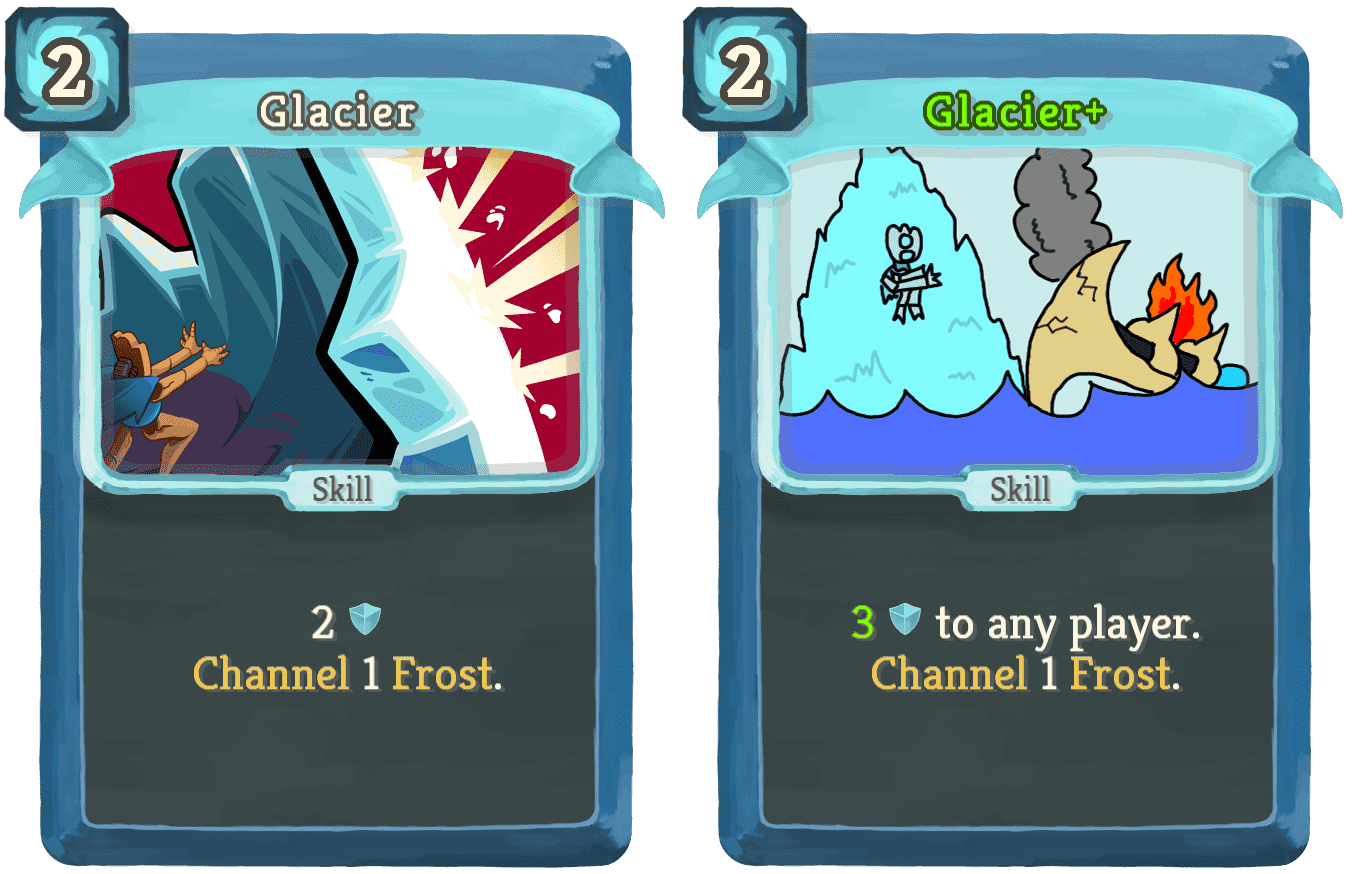 2
Glacier
Skill
2
Channel 1 Frost.
2
Glacier+
Skill
3 to any player.
Channel 1 Frost.